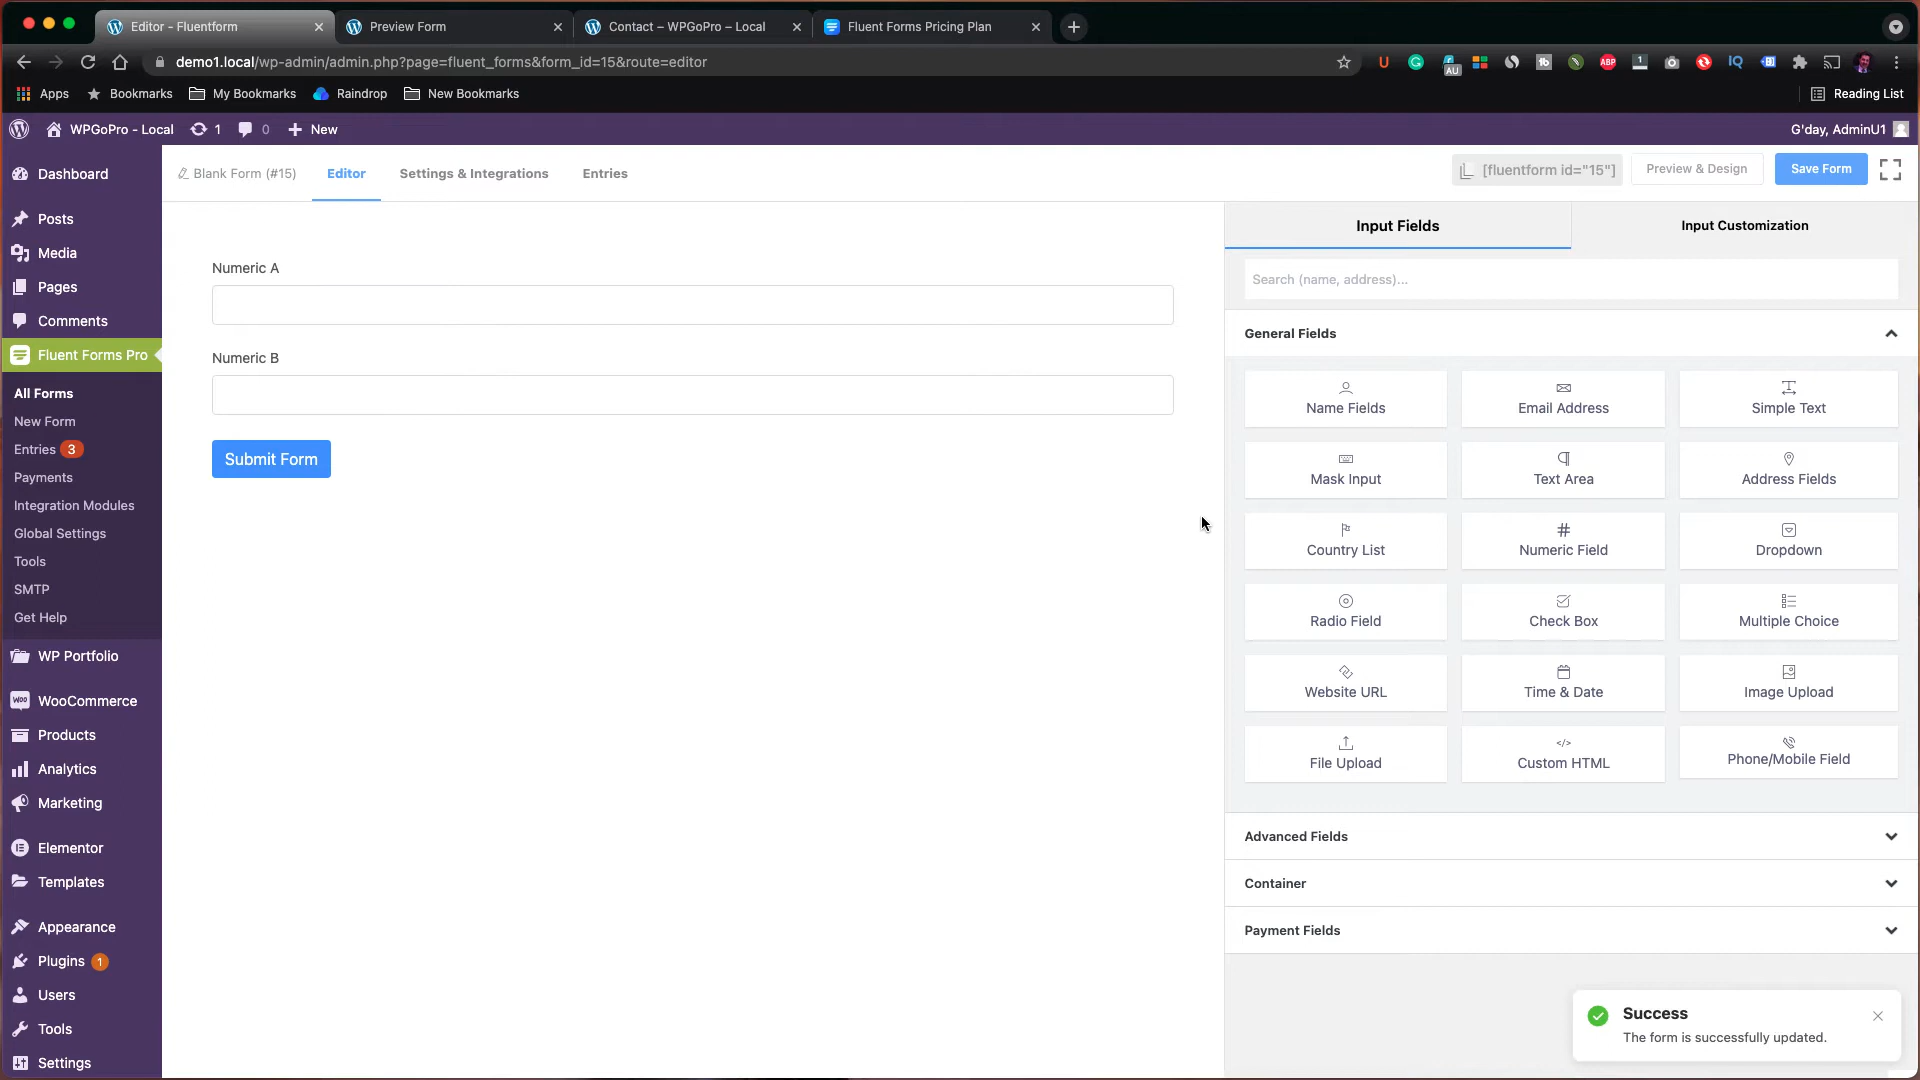 Editor - Fluentform
Preview Form
Contact – WPGoPro – Local
Fluent Forms Pricing Plan
demo1.local/wp-admin/admin.php?page=fluent_forms&form_id=15&route=editor
Apps
Bookmarks
My Bookmarks
Raindrop
New Bookmarks
Reading List
WPGoPro - Local
1
0
New
G'day, AdminU1
Dashboard
Posts
Media
Pages
Comments
Fluent Forms Pro
All Forms
New Form
Entries 3
Payments
Integration Modules
Global Settings
Tools
SMTP
Get Help
WP Portfolio
WooCommerce
Products
Analytics
Marketing
Elementor
Templates
Appearance
Plugins 1
Users
Tools
Settings
Blank Form (#15)
Editor
Settings & Integrations
Entries
[fluentform id="15"]
Preview & Design
Save Form
Numeric A
Numeric B
Submit Form
Input Fields
Input Customization
Search (name, address)...
General Fields
Name Fields
Email Address
Simple Text
Mask Input
Text Area
Address Fields
Country List
Numeric Field
Dropdown
Radio Field
Check Box
Multiple Choice
Website URL
Time & Date
Image Upload
File Upload
Custom HTML
Phone/Mobile Field
Advanced Fields
Container
Payment Fields
Success
The form is successfully updated.